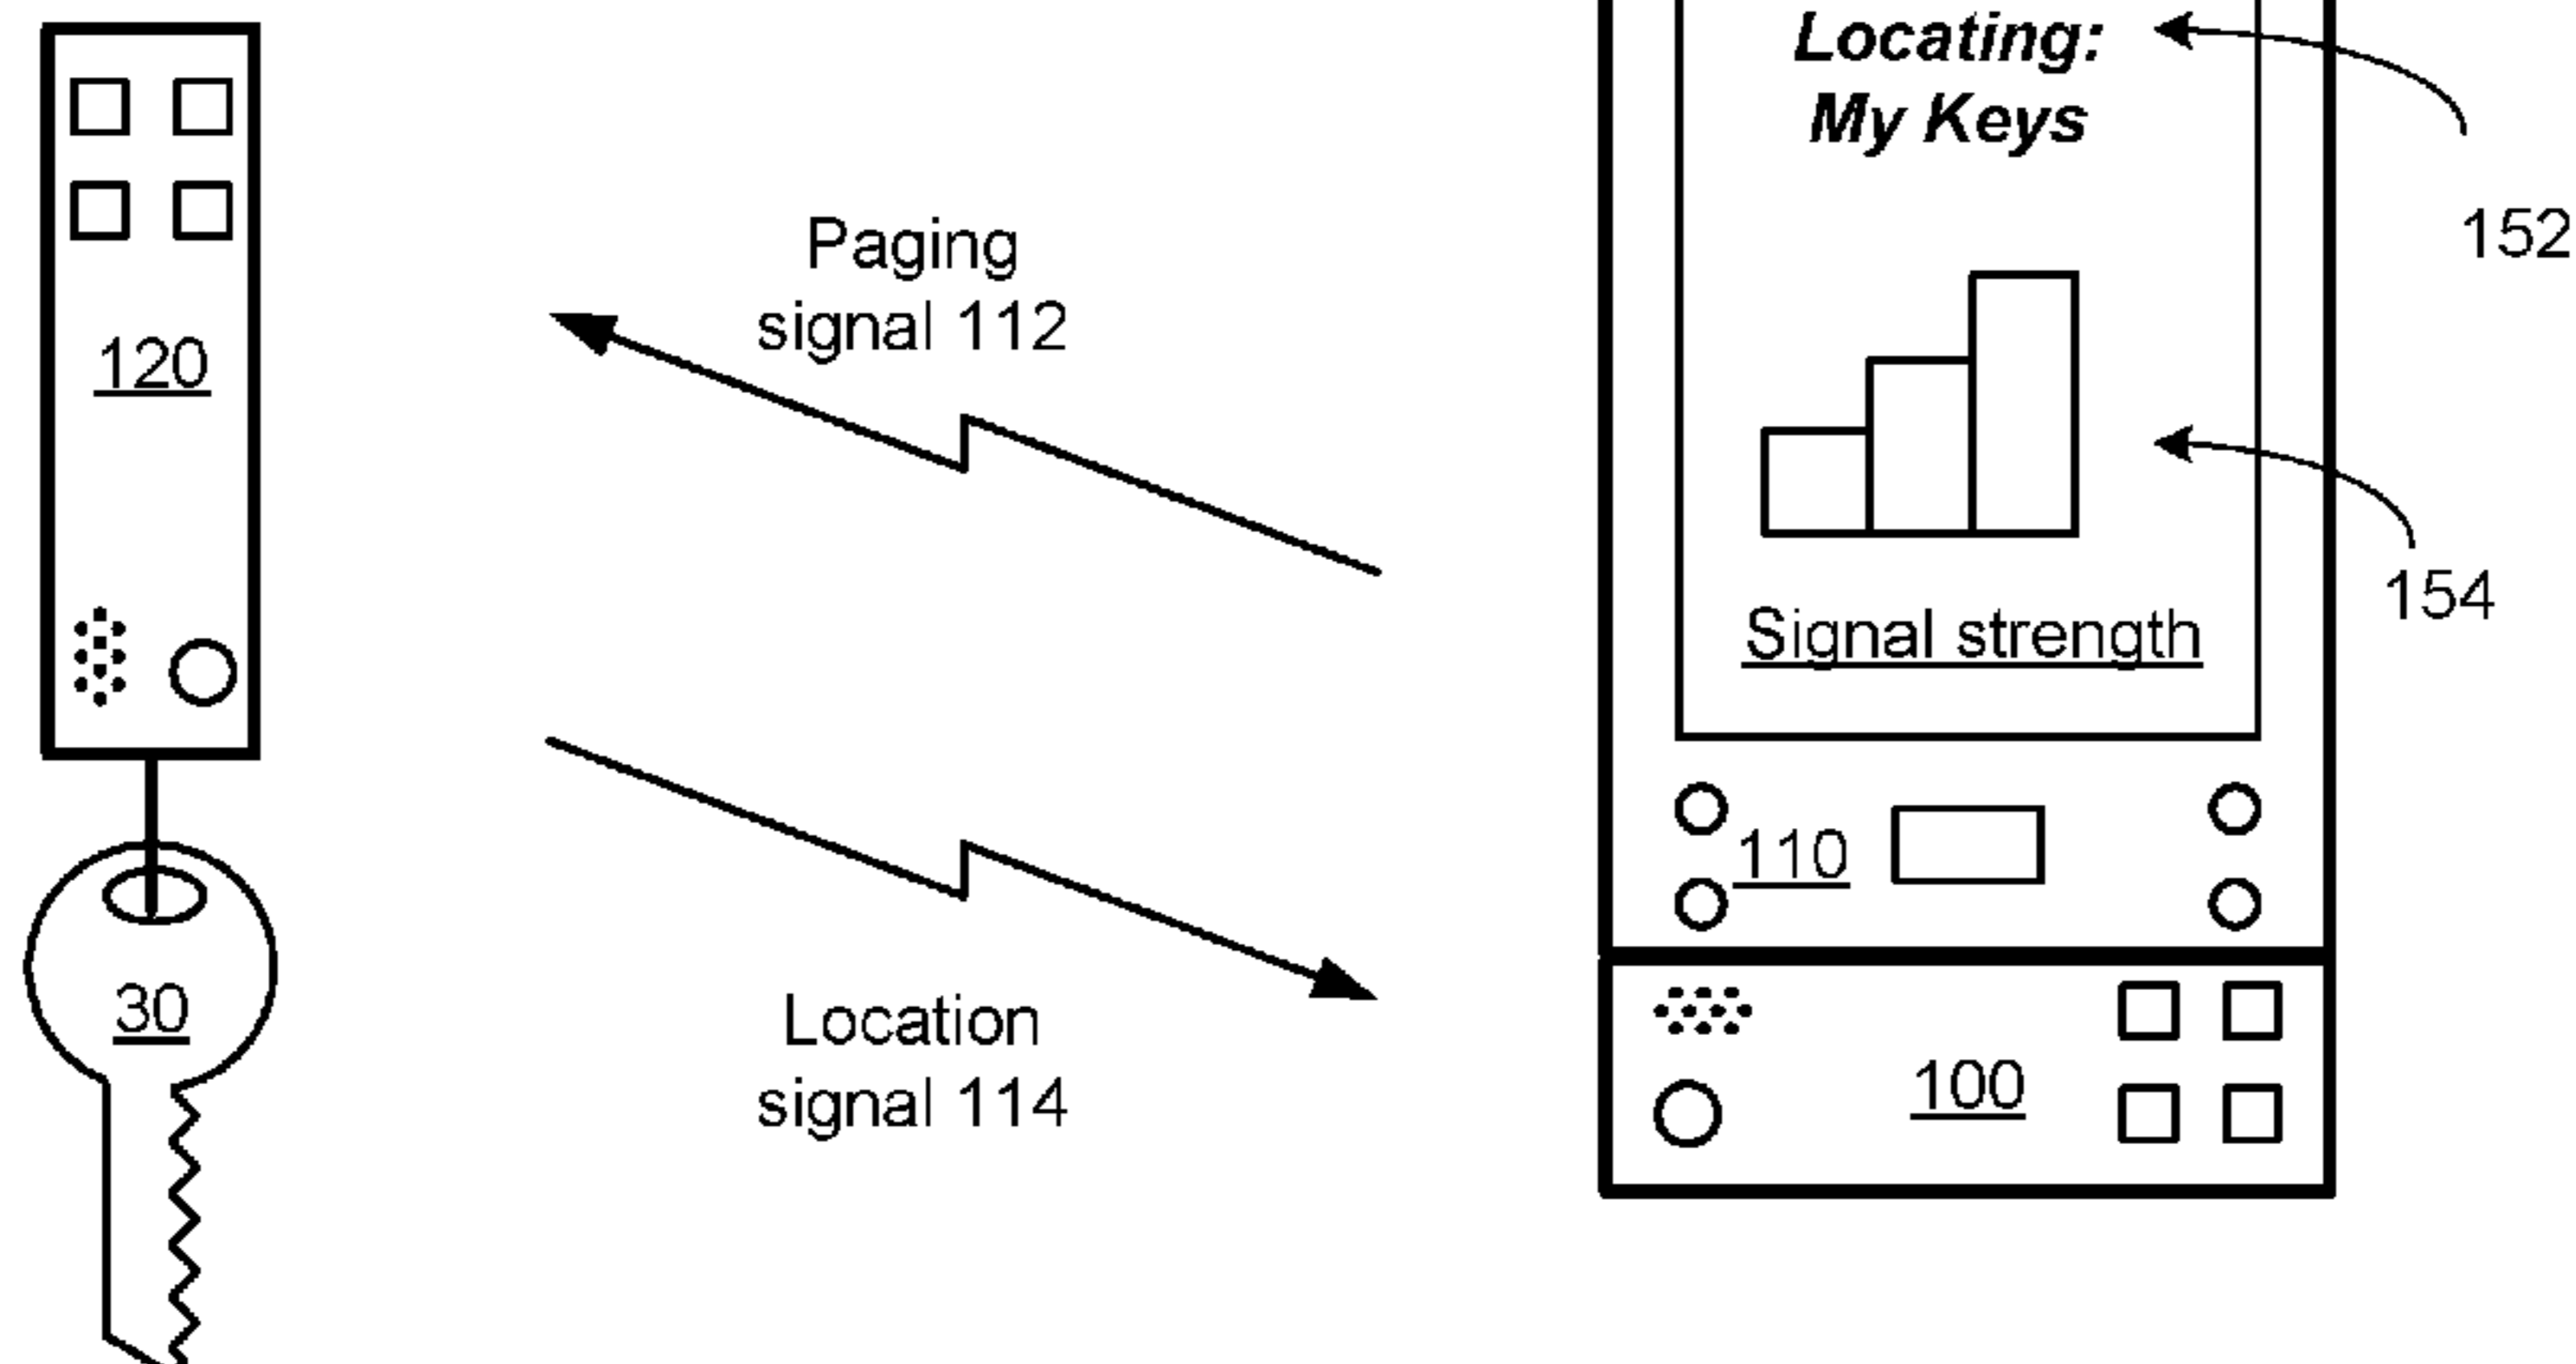 Locating:
My Keys
152
Paging
signal 112
120
154
Signal strength
110
30
Location
signal 114
100